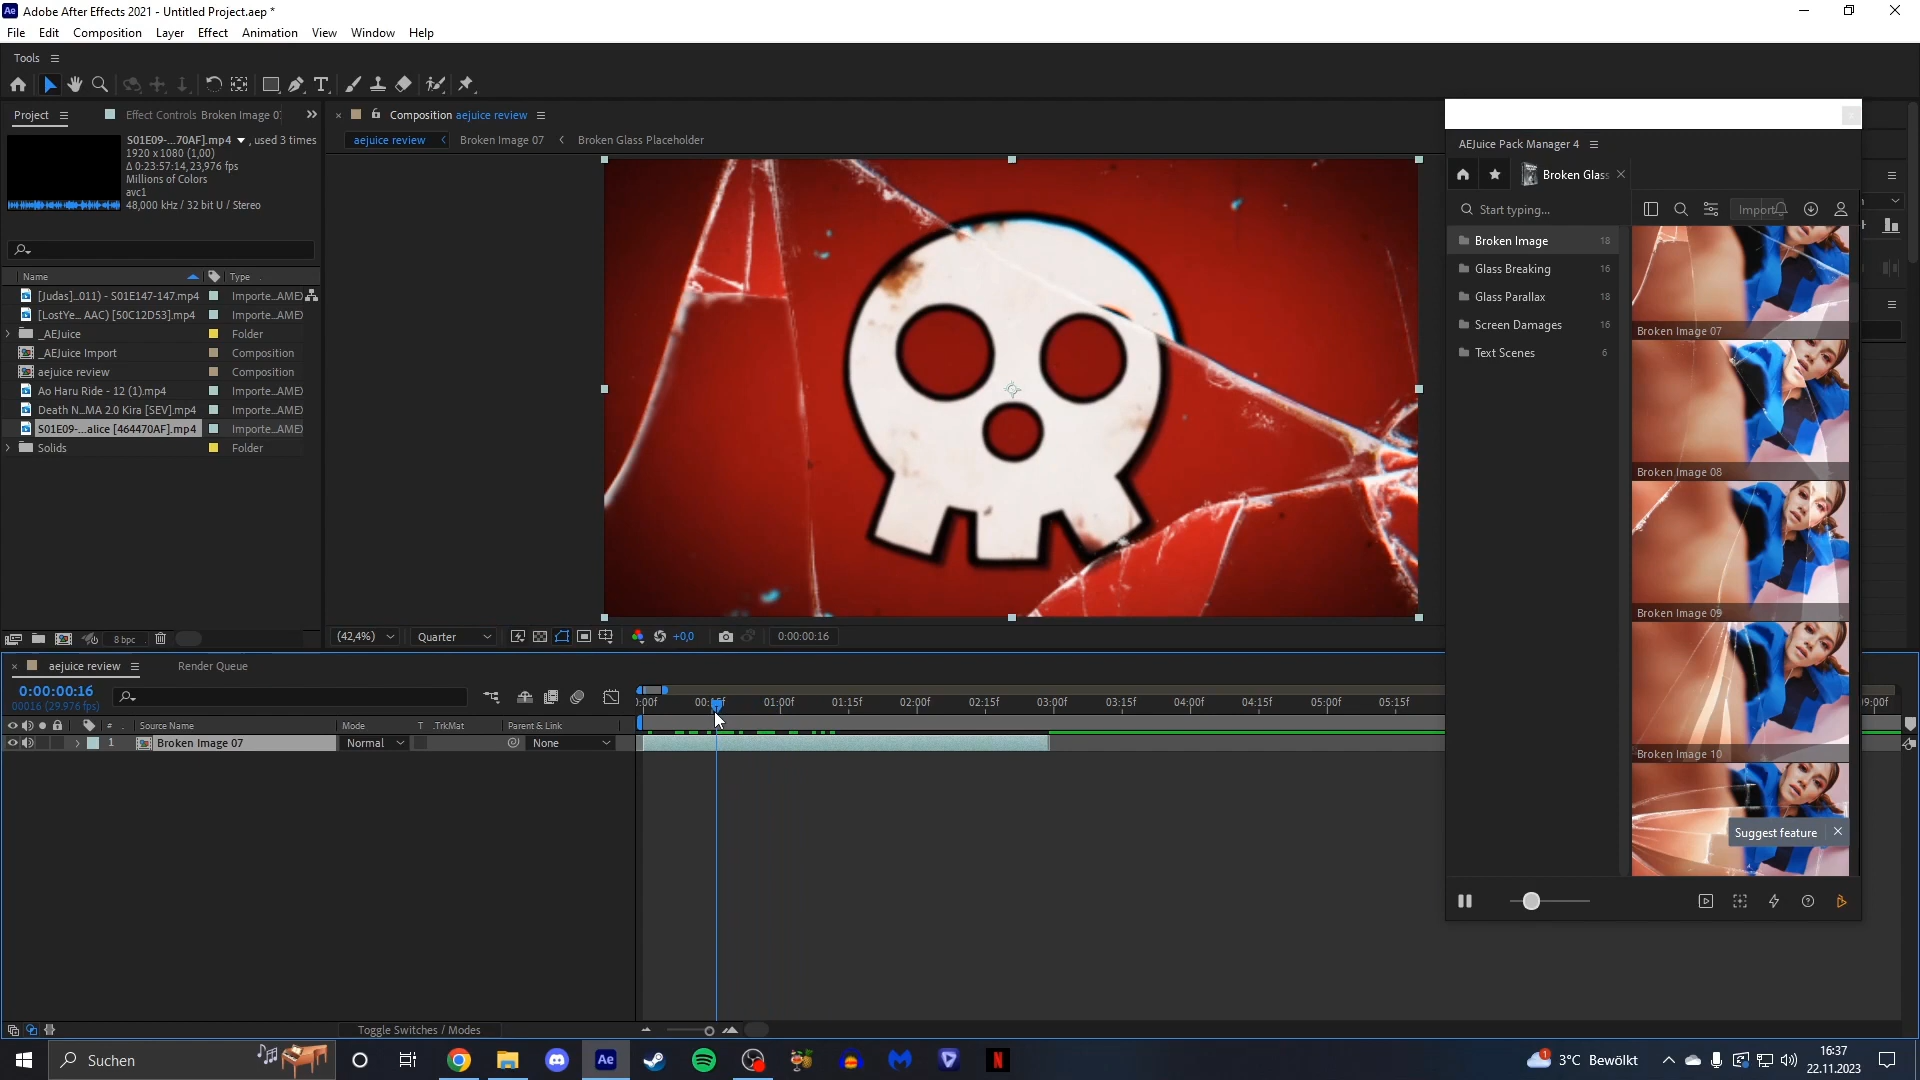 Adobe After Effects 2021 - Untitled Project.aep *
File Edit Composition Layer Effect Animation View Window Help
Tools
Project
Effect Controls Broken Image 0
Composition aejuice review
aejuice review
Broken Image 07
Broken Glass Placeholder
S01E09-...70AF].mp4 , used 3 times
1920 x 1080 (1,00)
Δ 0:23:57:14, 23,976 fps
Millions of Colors
avc1
48,000 kHz / 32 bit U / Stereo
Name Type
[Judas]...011) - S01E147-147.mp4 Importe...AME)
[LostYe... AAC) [50C12D53].mp4 Importe...AME)
_AEJuice Folder
_AEJuice Import Composition
aejuice review Composition
Ao Haru Ride - 12 (1).mp4 Importe...AME)
Death N...MA 2.0 Kira [SEV].mp4 Importe...AME)
S01E09-...alice [464470AF].mp4 Importe...AME)
Solids Folder
8 bpc
(42,4%)
Quarter
+0,0
0:00:00:16
AEJuice Pack Manager 4
Broken Glas
Start typing...
Import
Broken Image 18
Glass Breaking 16
Glass Parallax 18
Screen Damages 16
Text Scenes 6
Broken Image 07
Broken Image 08
Broken Image 09
Broken Image 10
Suggest feature
aejuice review
Render Queue
0:00:00:16
00016 (29.976 fps)
# Source Name Mode T .TrkMat Parent & Link
1 Broken Image 07 Normal None
:00f 01:00f 01:15f 02:00f 02:15f 03:00f 03:15f 04:00f 04:15f 05:00f 05:15f 09:00f
Toggle Switches / Modes
Suchen
3°C Bewölkt
16:37
22.11.2023